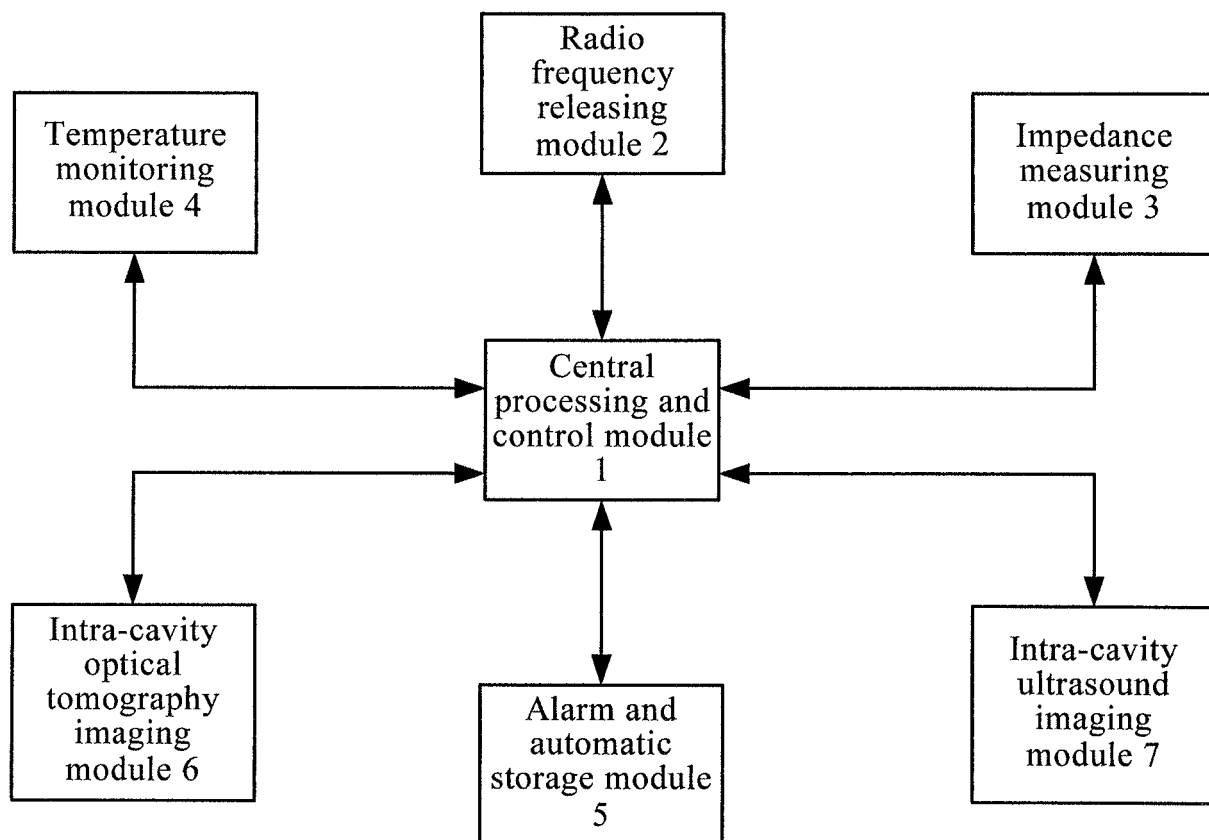 Radio
frequency
releasing
module 2
Temperature
monitoring
module 4
Impedance
measuring
module 3
Central
processing and
control module
1
Intra-cavity
optical
tomography
imaging
module 6
Alarm and
automatic
storage module
5
Intra-cavity
ultrasound
imaging
module 7